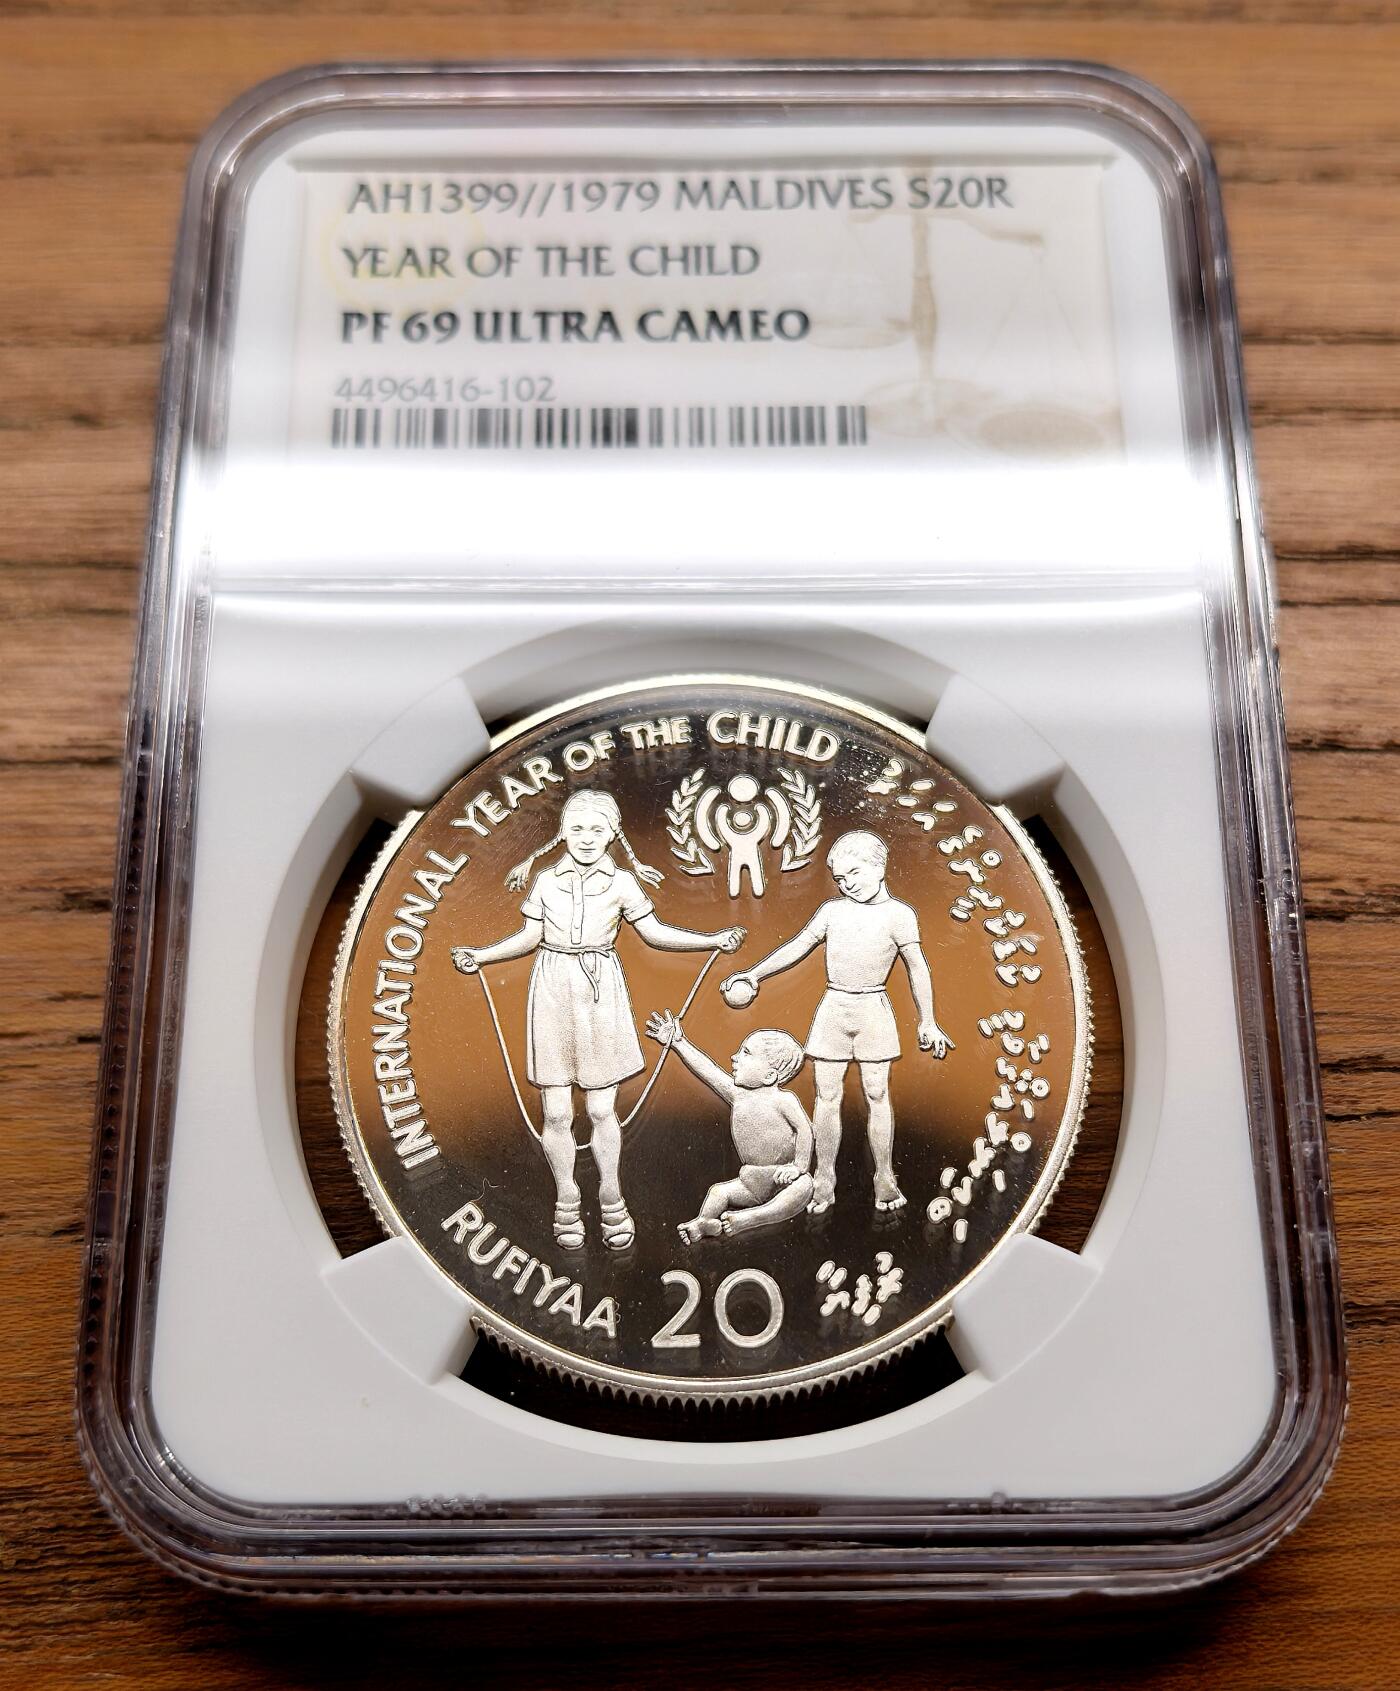 AH1399//1979 MALDIVES S20R
YEAR OF THE CHILD
PF 69 ULTRA CAMEO
4496416-102
INTERNATIONAL YEAR OF THE CHILD
RUFIYAA 20